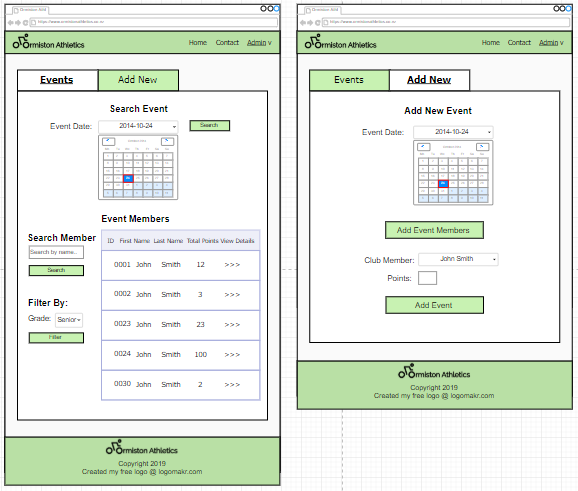 Ormiston Athl
https://www.ormistonathletics.ac.nz
Ormiston Athletics
Home Contact Admin v
Events Add New
Search Event
Event Date: 2014-10-24 Search
Event Members
Search Member
Search by name..
Search
Filter By:
Grade: Senior
Filter
ID First Name Last Name Total Points View Details
0001 John Smith 12 >>>
0002 John Smith 3 >>>
0023 John Smith 23 >>>
0024 John Smith 100 >>>
0030 John Smith 2 >>>
Ormiston Athletics
Copyright 2019
Created my free logo @ logomakr.com
Ormiston Athl
https://www.ormistonathletics.ac.nz
Ormiston Athletics
Home Contact Admin v
Events Add New
Add New Event
Event Date: 2014-10-24
Add Event Members
Club Member: John Smith
Points:
Add Event
Ormiston Athletics
Copyright 2019
Created my free logo @ logomakr.com